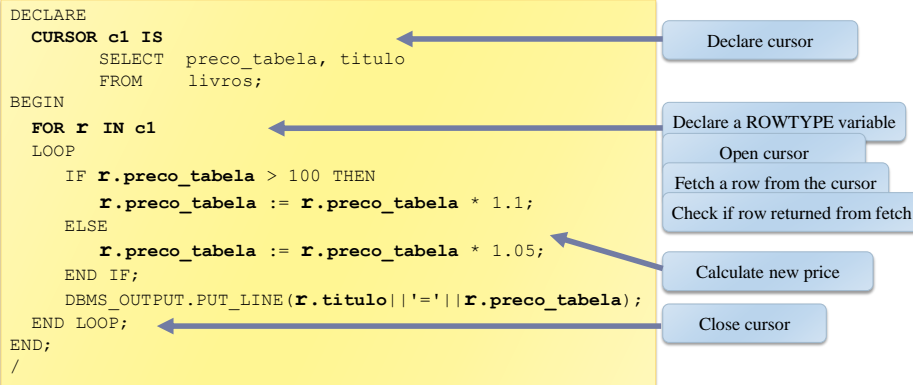 DECLARE
CURSOR c1 IS
SELECT preco_tabela, titulo
FROM livros;
BEGIN
FOR r IN c1
LOOP
IF r.preco_tabela > 100 THEN
r.preco_tabela := r.preco_tabela * 1.1;
ELSE
r.preco_tabela := r.preco_tabela * 1.05;
END IF;
DBMS_OUTPUT.PUT_LINE(r.titulo||'='||r.preco_tabela);
END LOOP;
END;
/
Declare cursor
Declare a ROWTYPE variable
Open cursor
Fetch a row from the cursor
Check if row returned from fetch
Calculate new price
Close cursor